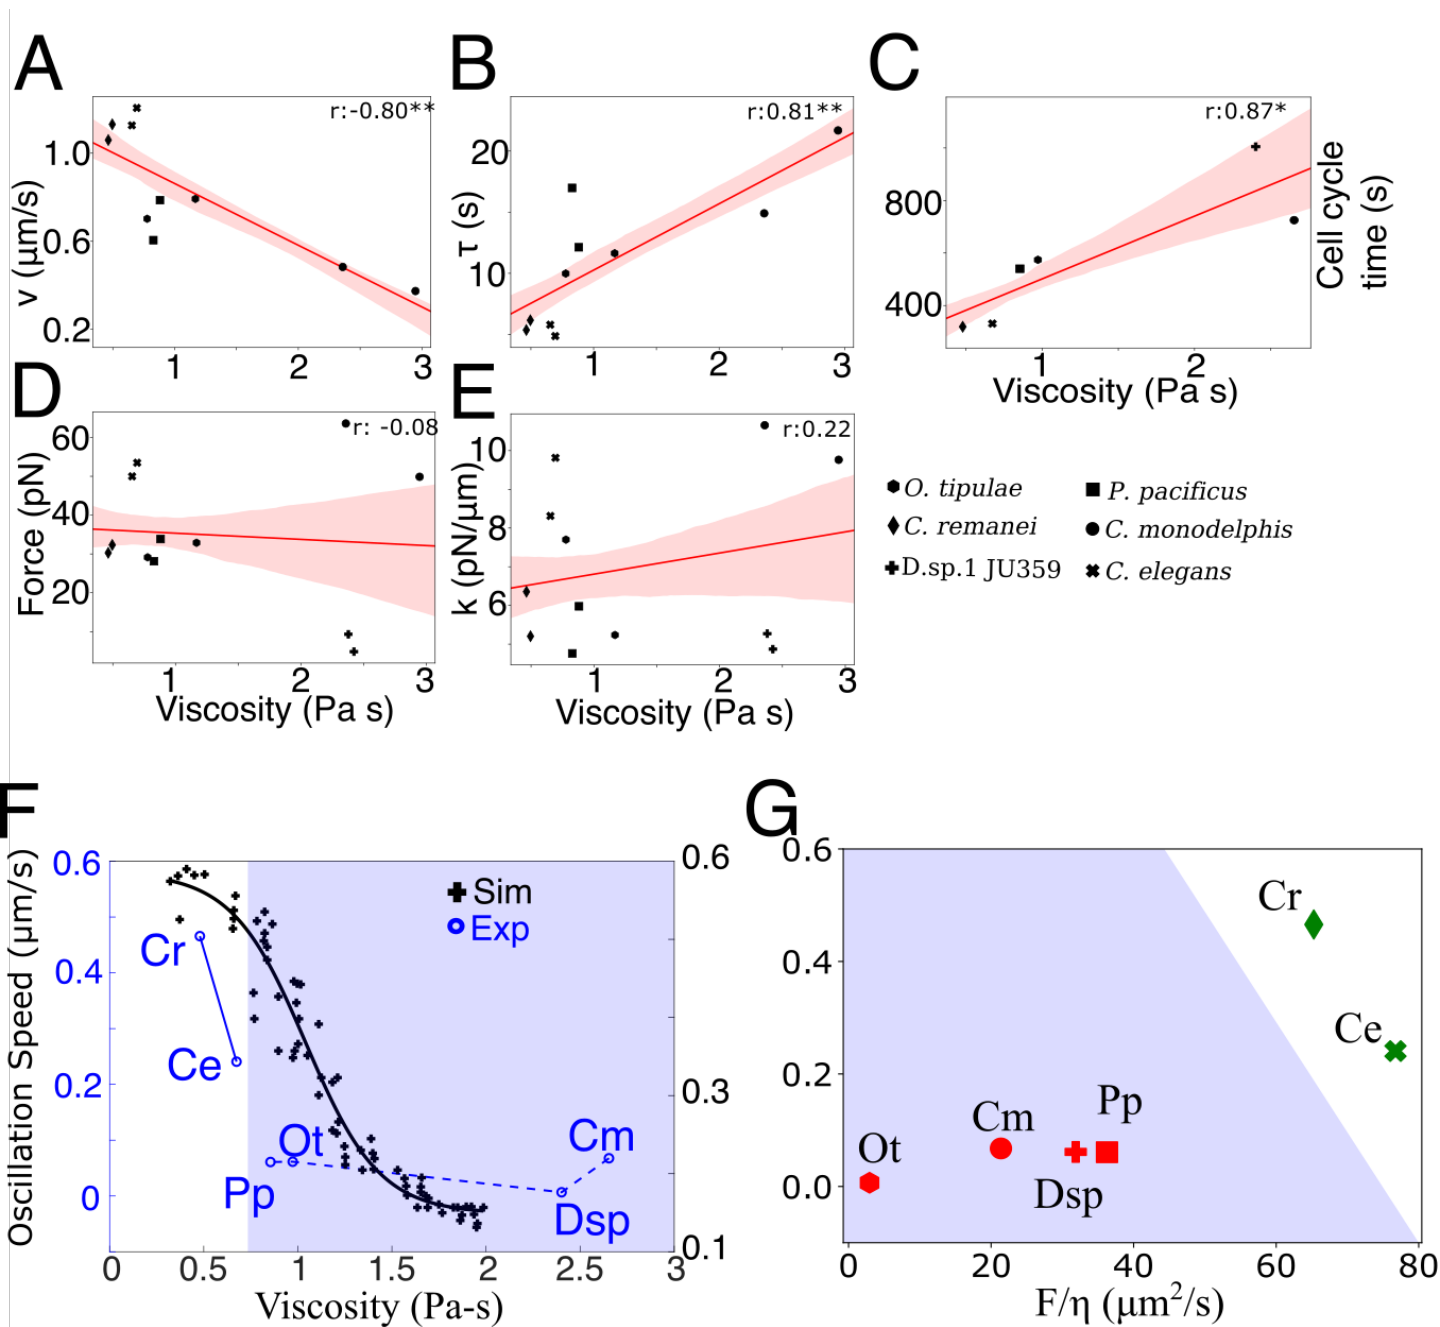 A
r:-0.80**
v (μm/s)
1.0
0.6
0.2
1
2
3
B
r:0.81**
τ (s)
20
10
1
2
3
C
r:0.87*
800
400
1
2
Viscosity (Pa s)
Cell cycle
time (s)
D
r: -0.08
Force (pN)
60
40
20
1
2
3
Viscosity (Pa s)
E
r:0.22
k (pN/μm)
10
8
6
1
2
3
Viscosity (Pa s)
O. tipulae
P. pacificus
C. remanei
C. monodelphis
D.sp.1 JU359
C. elegans
F
Oscillation Speed (μm/s)
0.6
0.4
0.2
0
0.6
0.3
0.1
Sim
Exp
Cr
Ce
Ot
Pp
Cm
Dsp
0
0.5
1
1.5
2
2.5
3
Viscosity (Pa-s)
G
0.6
0.4
0.2
0.0
Cr
Ce
Pp
Cm
Ot
Dsp
0
20
40
60
80
F/η (μm²/s)